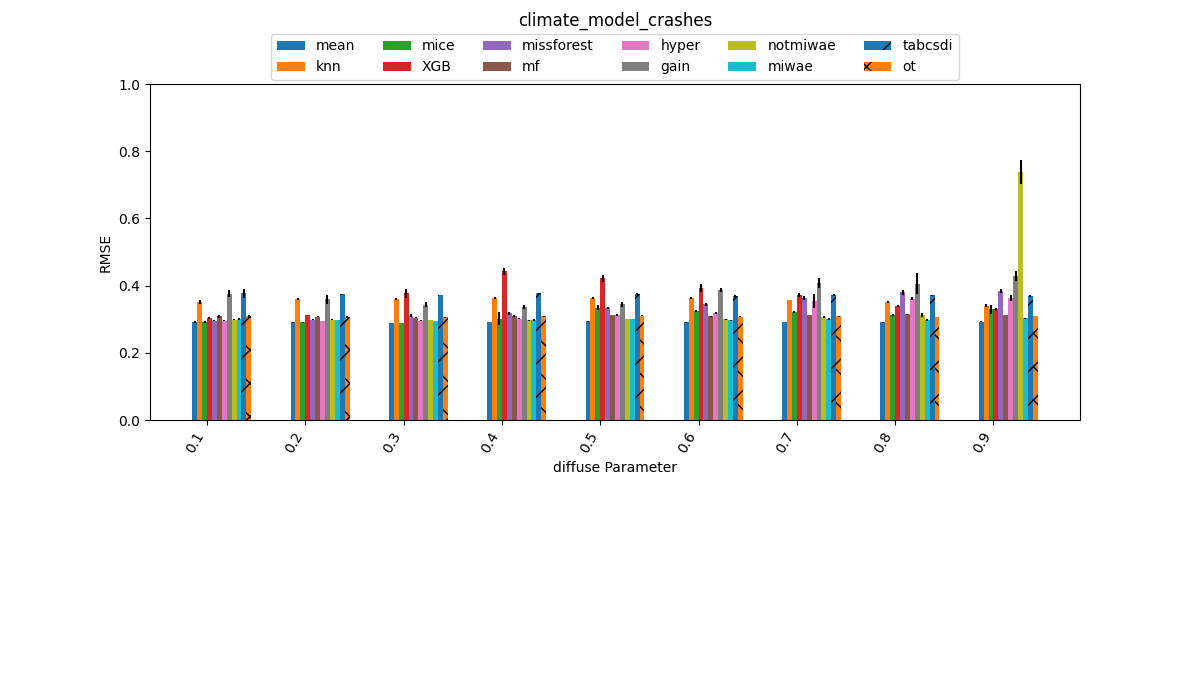 climate_model_crashes
mean mice missforest hyper notmiwae tabcsdi
knn XGB mf gain miwae ot
1.0
0.8
0.6
0.4
0.2
0.0
RMSE
0.1 0.2 0.3 0.4 0.5 0.6 0.7 0.8 0.9
diffuse Parameter